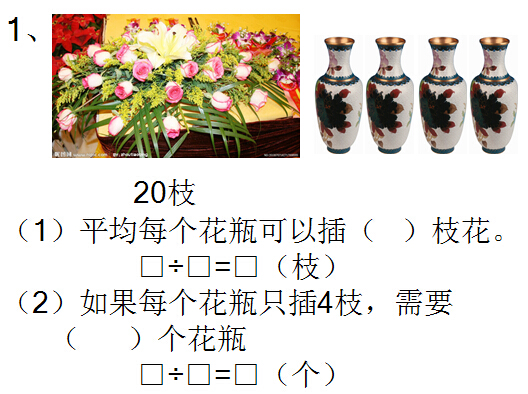 1、
20枝
（1）平均每个花瓶可以插（ ）枝花。
□÷□=□（枝）
（2）如果每个花瓶只插4枝，需要
（ ）个花瓶
□÷□=□（个）